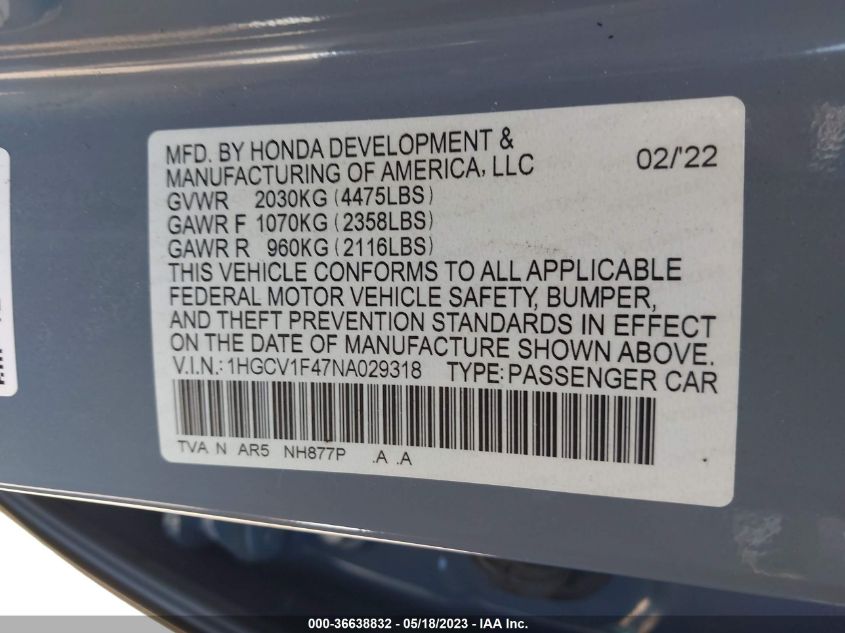 MFD. BY HONDA DEVELOPMENT &
MANUFACTURING OF AMERICA, LLC 02/'22
GVWR 2030KG (4475LBS)
GAWR F 1070KG (2358LBS)
GAWR R 960KG (2116LBS)
THIS VEHICLE CONFORMS TO ALL APPLICABLE
FEDERAL MOTOR VEHICLE SAFETY, BUMPER,
AND THEFT PREVENTION STANDARDS IN EFFECT
ON THE DATE OF MANUFACTURE SHOWN ABOVE.
V.I.N.: 1HGCV1F47NA029318 TYPE: PASSENGER CAR
TVA N AR5 NH877P .A .A
000-36638832 - 05/18/2023 - IAA Inc.